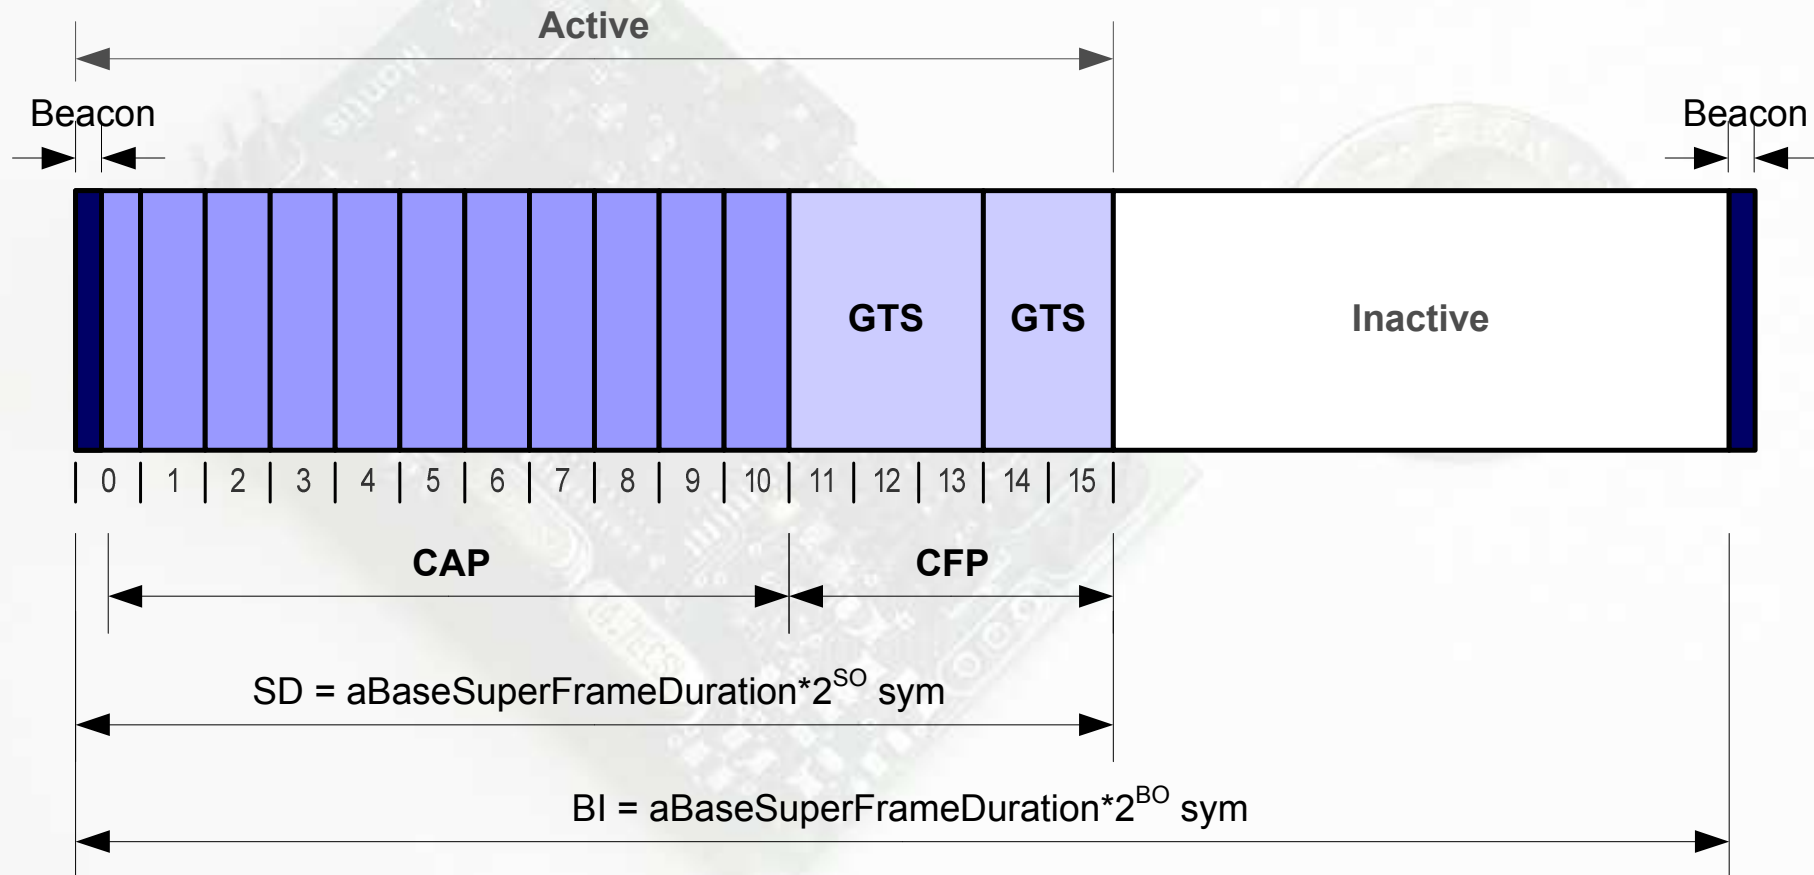 Active
Beacon Beacon
GTS GTS Inactive
0 1 2 3 4 5 6 7 8 9 10 11 12 13 14 15
CAP CFP
SD = aBaseSuperFrameDuration*2^SO sym
BI = aBaseSuperFrameDuration*2^BO sym